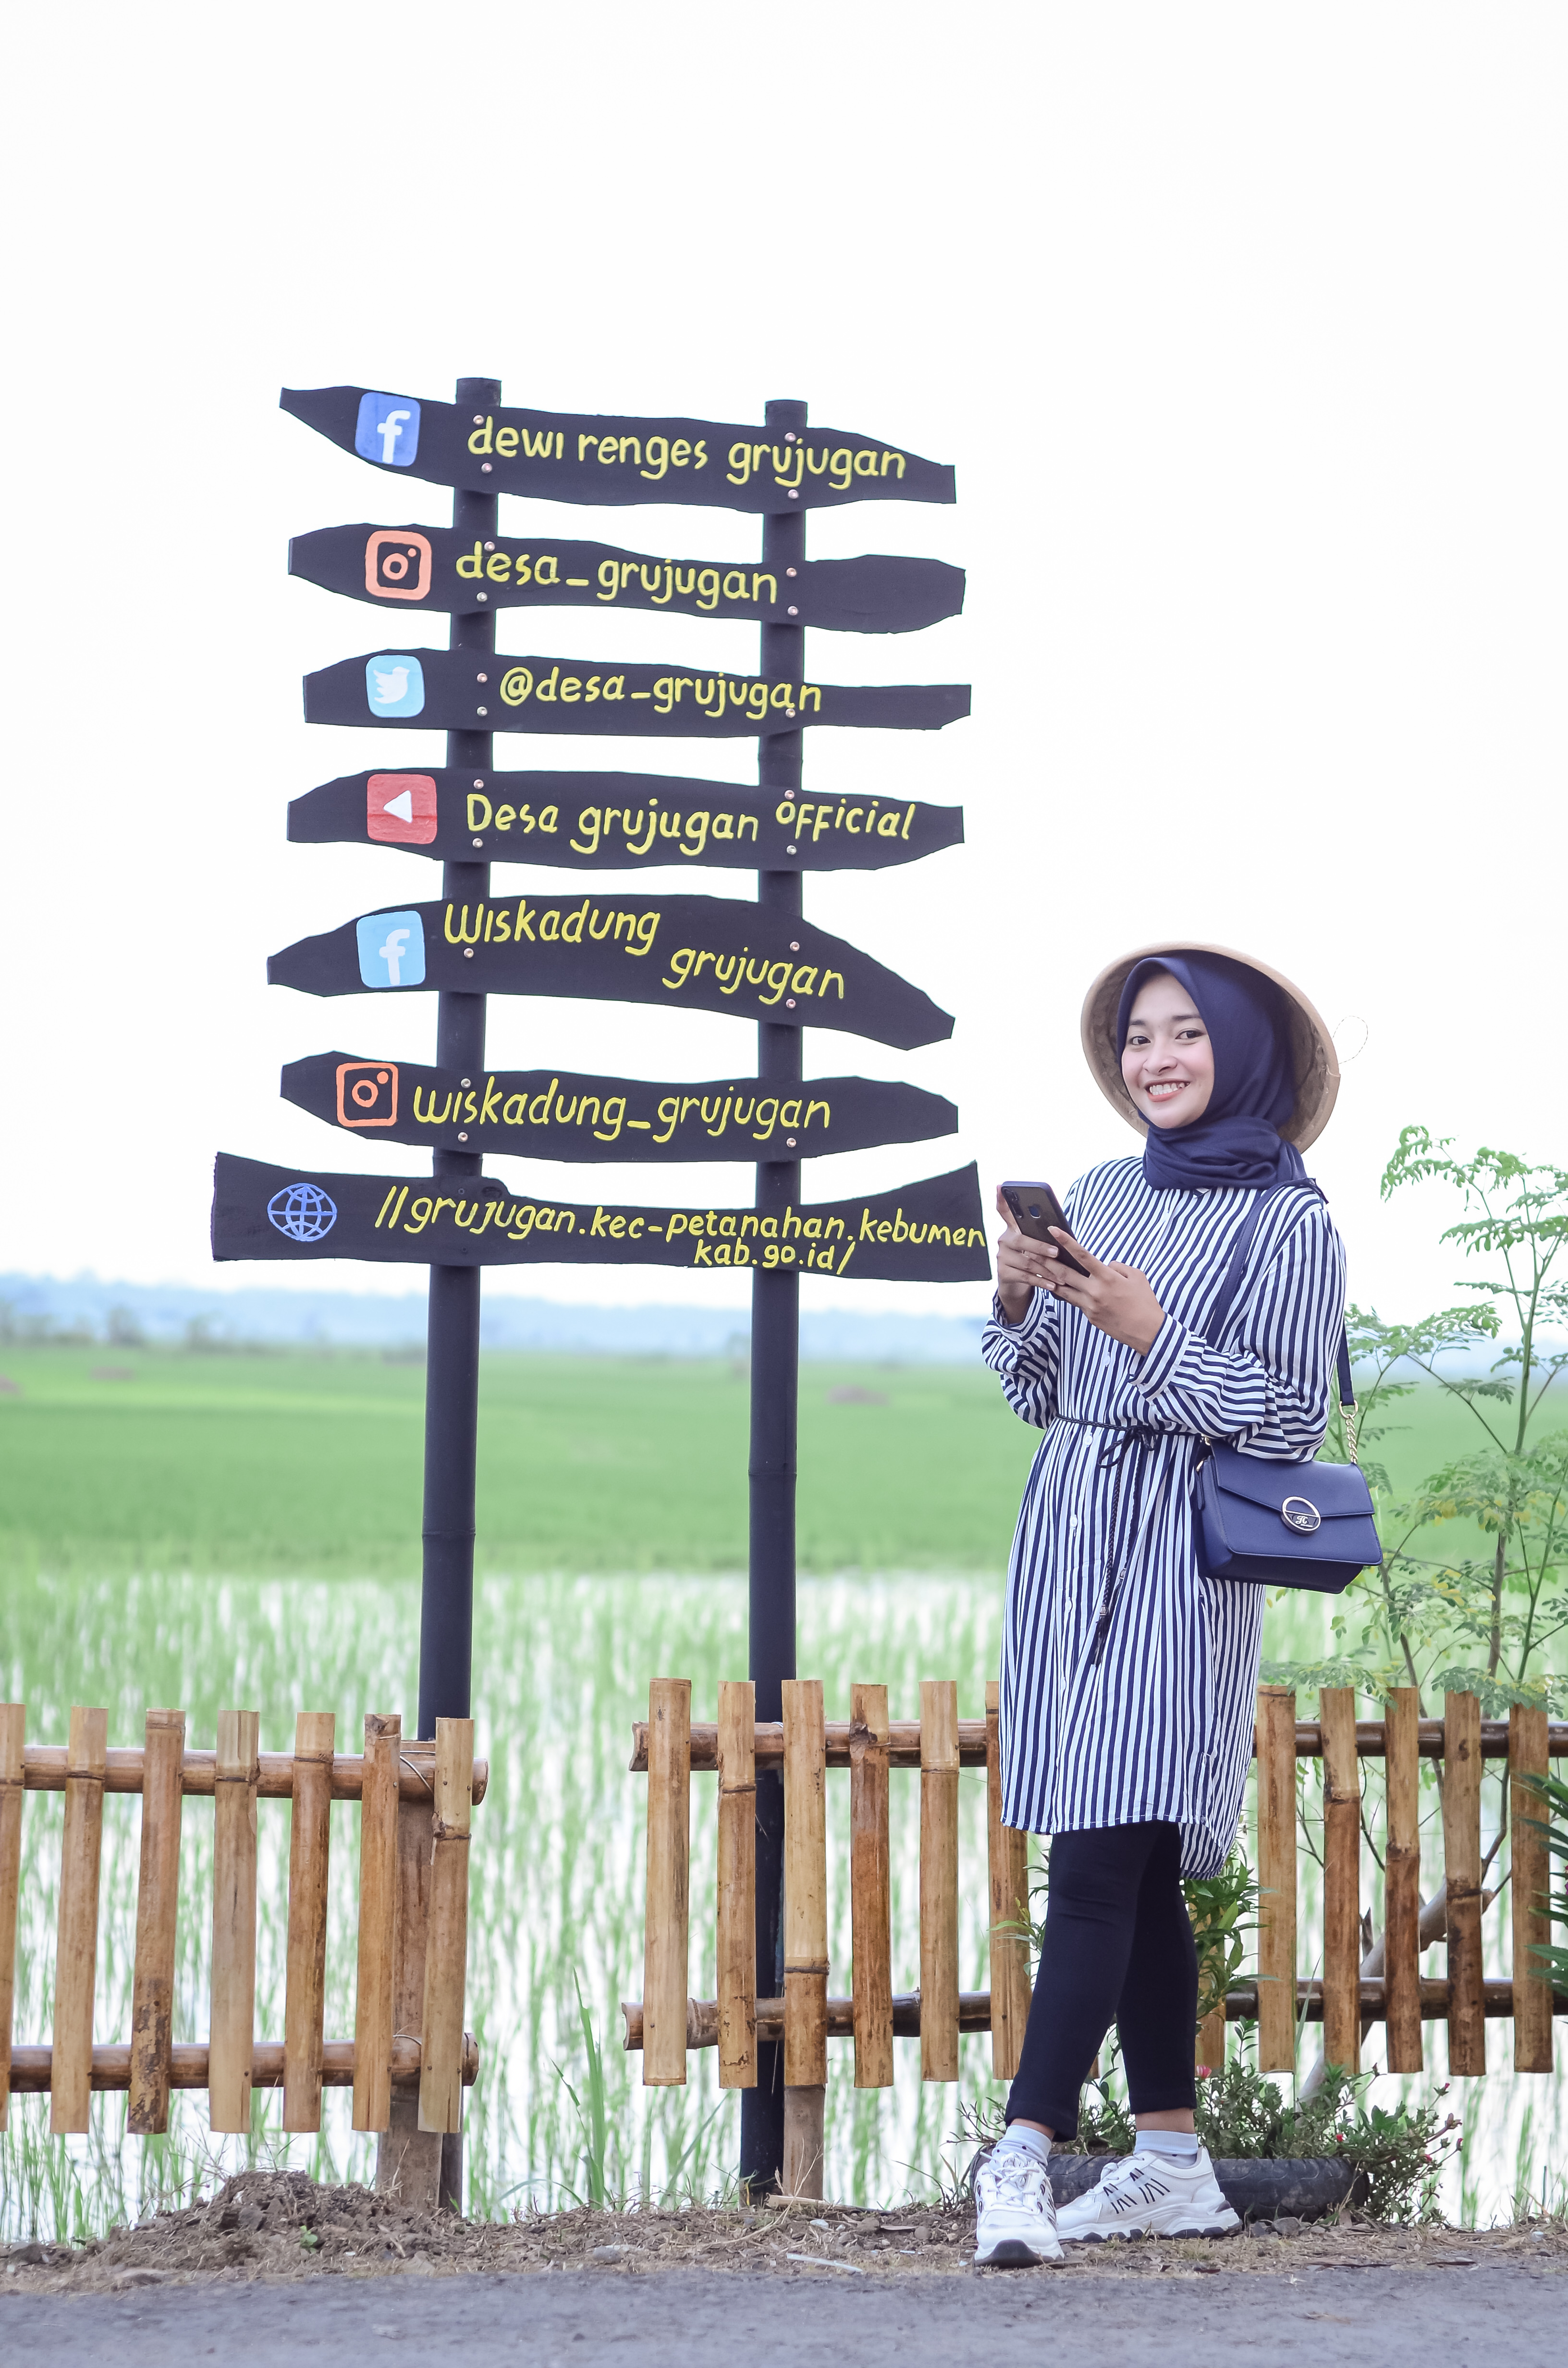 dewi renges grujugan
desa_grujugan
@desa_grujugan
Desa grujugan OFFicial
Wiskadung
grujugan
wiskadung_grujugan
//grujugan.kec-petanahan.kebumen
kab.go.id/